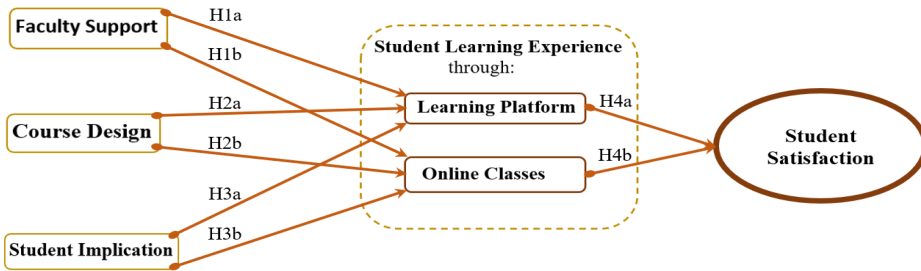 Faculty Support
H1a
H1b
Student Learning Experience
through:
H2a
Learning Platform
H4a
Course Design
H2b
Online Classes
H4b
Student
Satisfaction
H3a
Student Implication
H3b